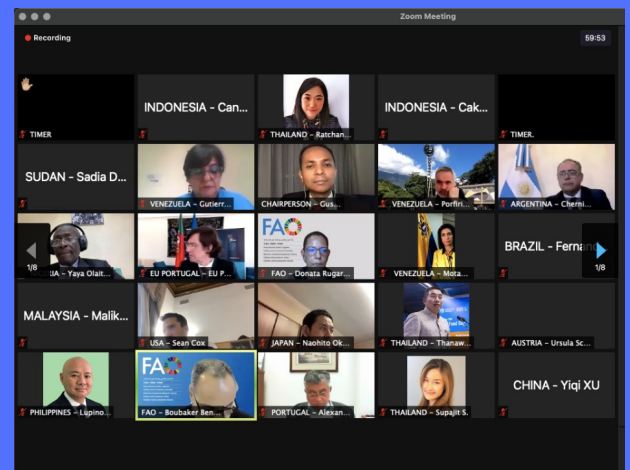 Zoom Meeting
Recording
59:53
TIMER
INDONESIA - Can...
THAILAND - Ratchan...
INDONESIA - Cak...
TIMER.
SUDAN - Sadia D...
VENEZUELA - Gutierr...
CHAIRPERSON - Gus...
VENEZUELA - Porfiri...
ARGENTINA - Cherni...
1/8
RIA - Yaya Olait...
EU PORTUGAL - EU P...
FAO
FAO - Donata Rugar...
VENEZUELA - Mota...
BRAZIL - Fernan
1/8
MALAYSIA - Malik...
USA - Sean Cox
JAPAN - Naohito Ok...
THAILAND - Thanaw...
AUSTRIA - Ursula Sc...
PHILIPPINES - Lupino...
FAO
FAO - Boubaker Ben...
PORTUGAL - Alexan...
THAILAND - Supajit S.
CHINA - Yiqi XU